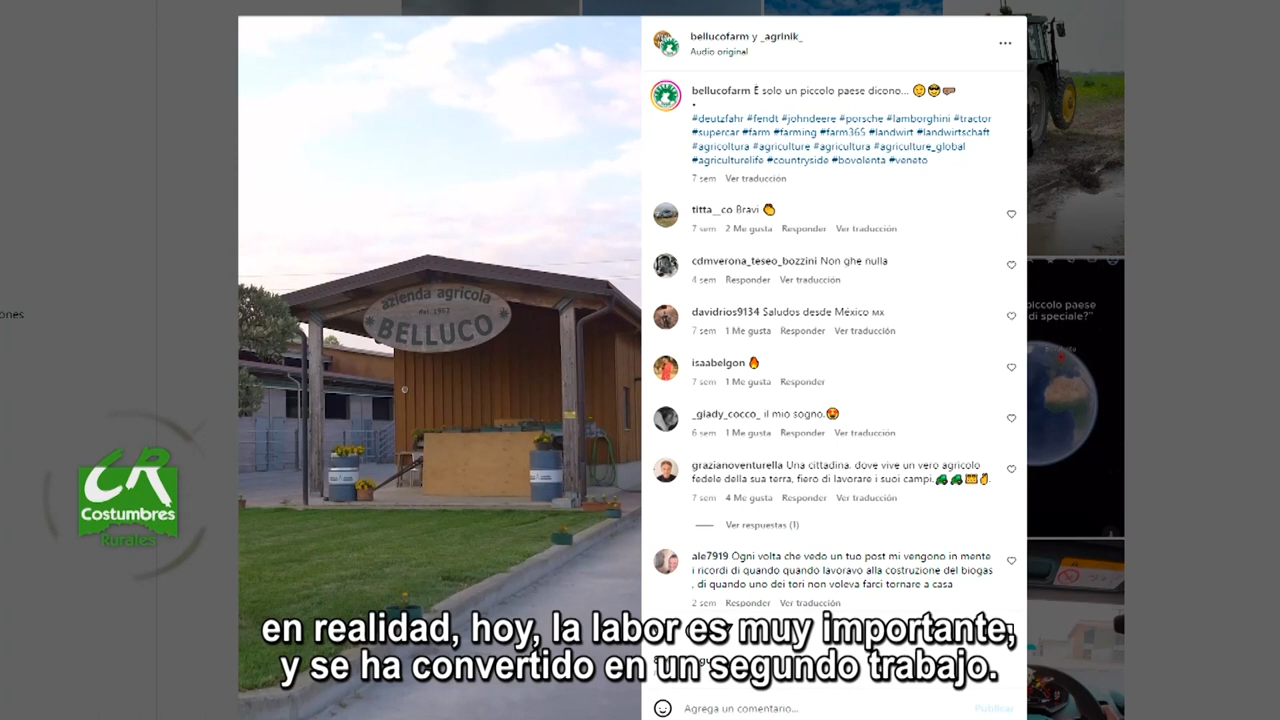 bellucofarm y _agrinik_
Audio original
bellucofarm È solo un piccolo paese dicono...
#deutzfahr #fendt #johndeere #porsche #lamborghini #tractor
#supercar #farm #farming #farm365 #landwirt #landwirtschaft
#agricoltura #agriculture #agricultura #agriculture_global
#agriculturelife #countryside #bovolenta #veneto
7 sem Ver traducción
titta__co Bravi 👏
7 sem 2 Me gusta Responder Ver traducción
cdmverona_teseo_bozzini Non ghe nulla
4 sem Responder Ver traducción
davidrios9134 Saludos desde México MX
7 sem 1 Me gusta Responder Ver traducción
isaabelgon 🔥
7 sem 1 Me gusta Responder
_giady_cocco_ il mio sogno.😍
6 sem 1 Me gusta Responder Ver traducción
grazianoventurella Una cittadina, dove vive un vero agricolo
fedele della sua terra, fiero di lavorare i suoi campi.
7 sem 4 Me gusta Responder Ver traducción
Ver respuestas (1)
ale7919 Ogni volta che vedo un tuo post mi vengono in mente
i ricordi di quando quando lavoravo alla costruzione del biogas
, di quando uno dei tori non voleva farci tornare a casa
2 sem Responder Ver traducción
Agrega un comentario...
Publicar
azienda agricola
dal 1967
BELLUCO
ones
piccolo paese
di speciale?"
CR
Costumbres
Rurales
en realidad, hoy, la labor es muy importante,
y se ha convertido en un segundo trabajo.